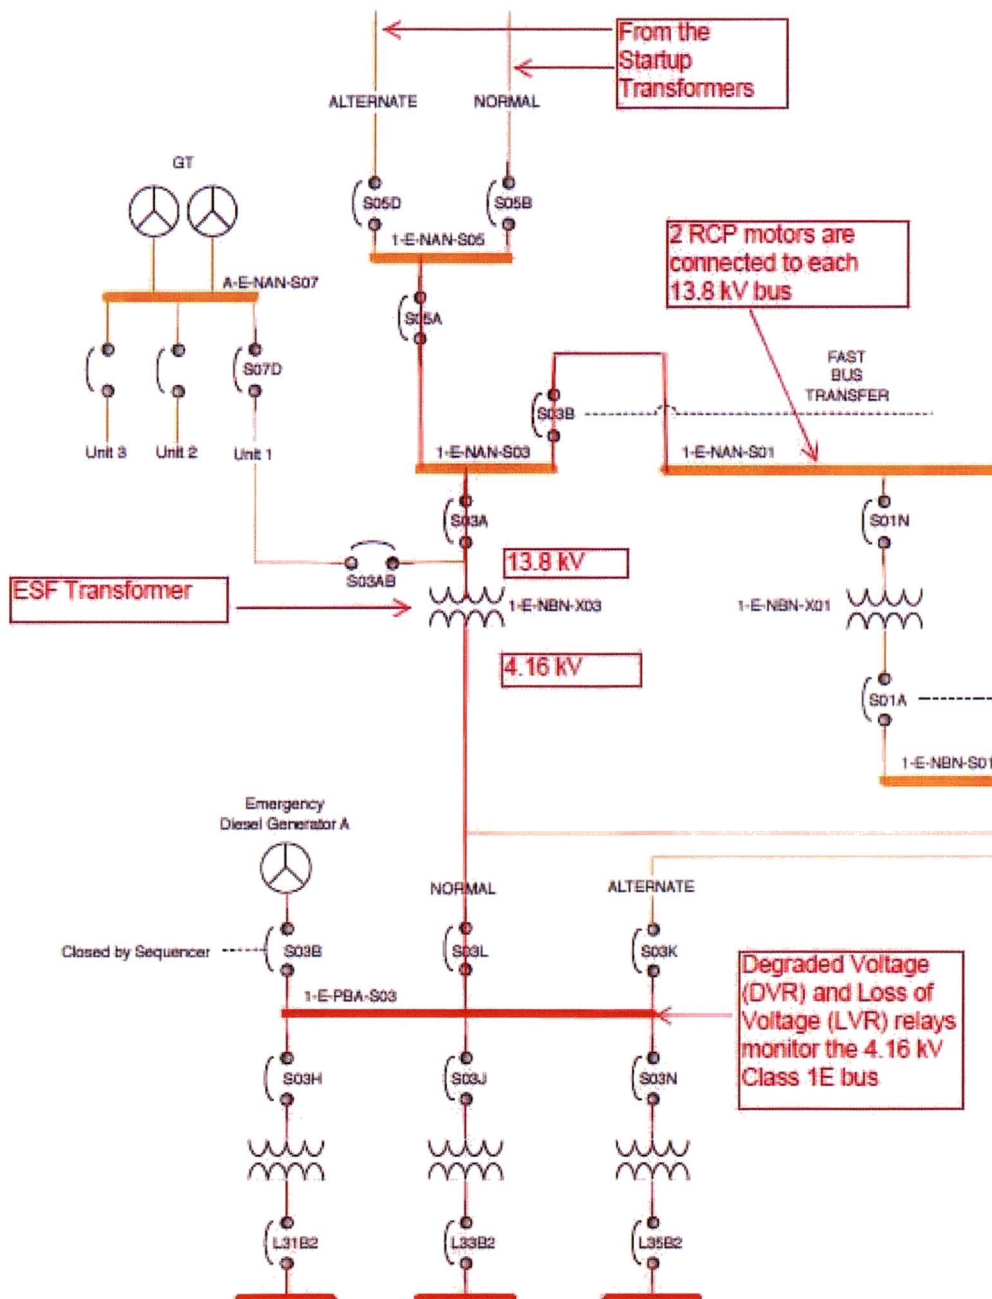 From the
Startup
Transformers
ALTERNATE
NORMAL
GT
S05D
S05B
1-E-NAN-S05
2 RCP motors are
connected to each
13.8 kV bus
A-E-NAN-S07
S05A
S07D
FAST
BUS
TRANSFER
S03B
Unit 3
Unit 2
Unit 1
1-E-NAN-S03
1-E-NAN-S01
S03A
S01N
13.8 kV
S03AB
ESF Transformer
1-E-NBN-X03
1-E-NBN-X01
4.16 kV
S01A
1-E-NBN-S01
Emergency
Diesel Generator A
NORMAL
ALTERNATE
Closed by Sequencer
S03B
S03L
S03K
1-E-PBA-S03
Degraded Voltage
(DVR) and Loss of
Voltage (LVR) relays
monitor the 4.16 kV
Class 1E bus
S03H
S03J
S03N
L31B2
L33B2
L35B2